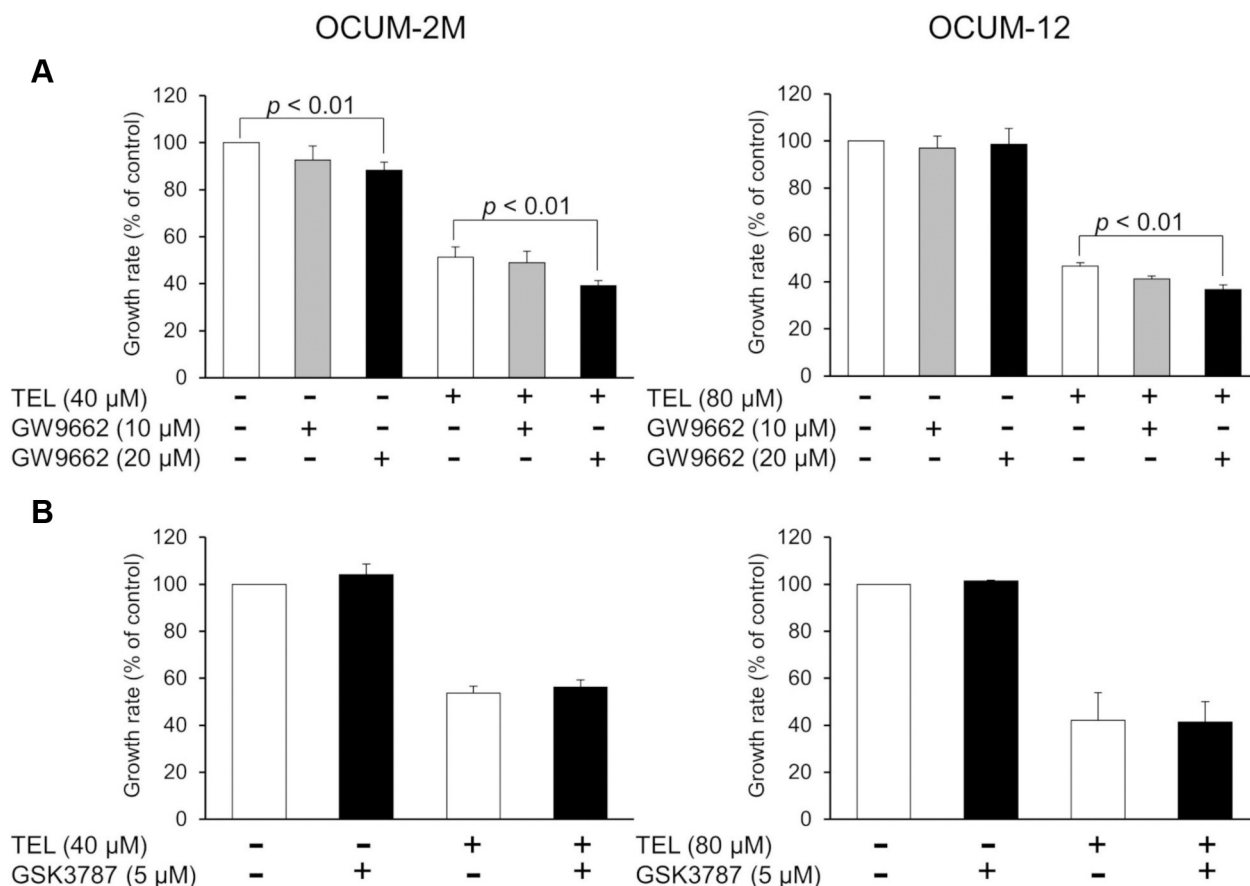 OCUM-2M
OCUM-12
A
Growth rate (% of control)
120
100
80
60
40
20
0
p < 0.01
p < 0.01
TEL (40 μM) - - - + + +
GW9662 (10 μM) - + - - + -
GW9662 (20 μM) - - + - - +
Growth rate (% of control)
120
100
80
60
40
20
0
p < 0.01
TEL (80 μM) - - - + + +
GW9662 (10 μM) - + - - + -
GW9662 (20 μM) - - + - - +
B
Growth rate (% of control)
120
100
80
60
40
20
0
TEL (40 μM) - - + +
GSK3787 (5 μM) - + - +
Growth rate (% of control)
120
100
80
60
40
20
0
TEL (80 μM) - - + +
GSK3787 (5 μM) - + - +